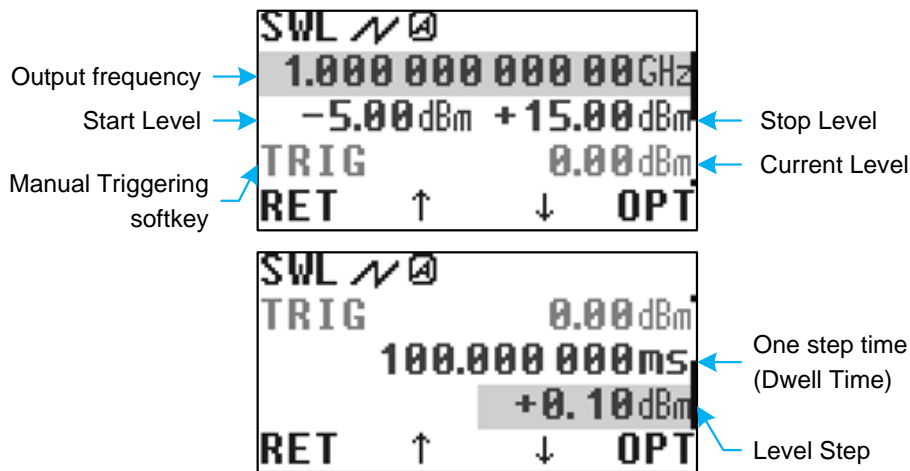 SWL A
Output frequency
1.000 000 000 00GHz
Start Level
-5.00dBm +15.00dBm
Stop Level
Manual Triggering
softkey
TRIG 0.00dBm
Current Level
RET ↑ ↓ OPT
SWL A
TRIG 0.00dBm
100.000 000ms
One step time
(Dwell Time)
+0.10dBm
Level Step
RET ↑ ↓ OPT